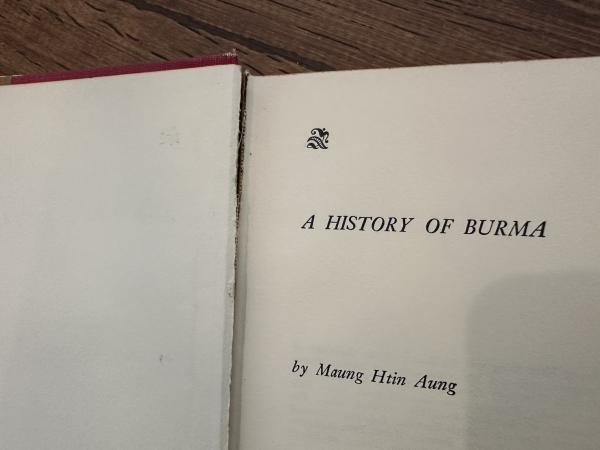 A HISTORY OF BURMA
by Maung Htin Aung